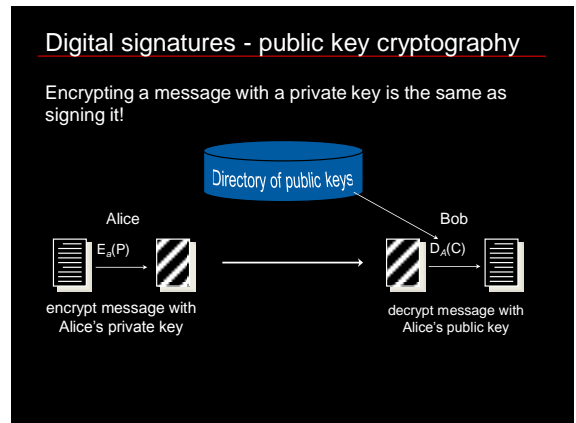 Digital signatures - public key cryptography
Encrypting a message with a private key is the same as
signing it!
Directory of public keys
Alice
Bob
Ea(P)
DA(C)
encrypt message with
Alice's private key
decrypt message with
Alice's public key